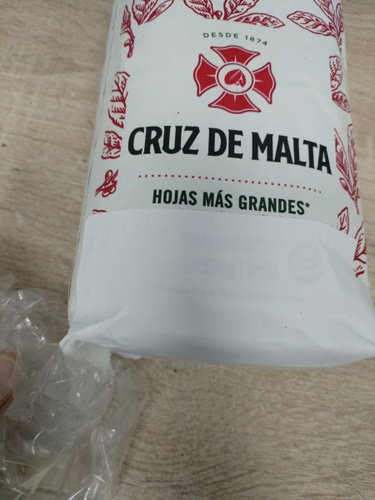 DESDE 1874
CRUZ DE MALTA
HOJAS MÁS GRANDES*